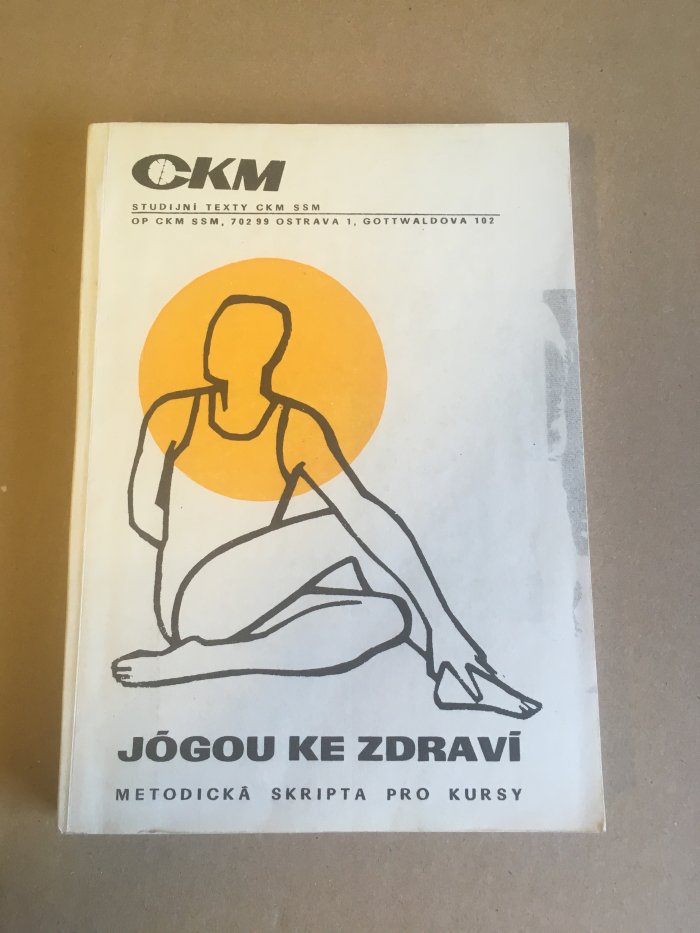 CKM
STUDIJNÍ TEXTY CKM SSM
OP CKM SSM, 702 99 OSTRAVA 1, GOTTWALDOVA 102
JÓGOU KE ZDRAVÍ
METODICKÁ SKRIPTA PRO KURSY